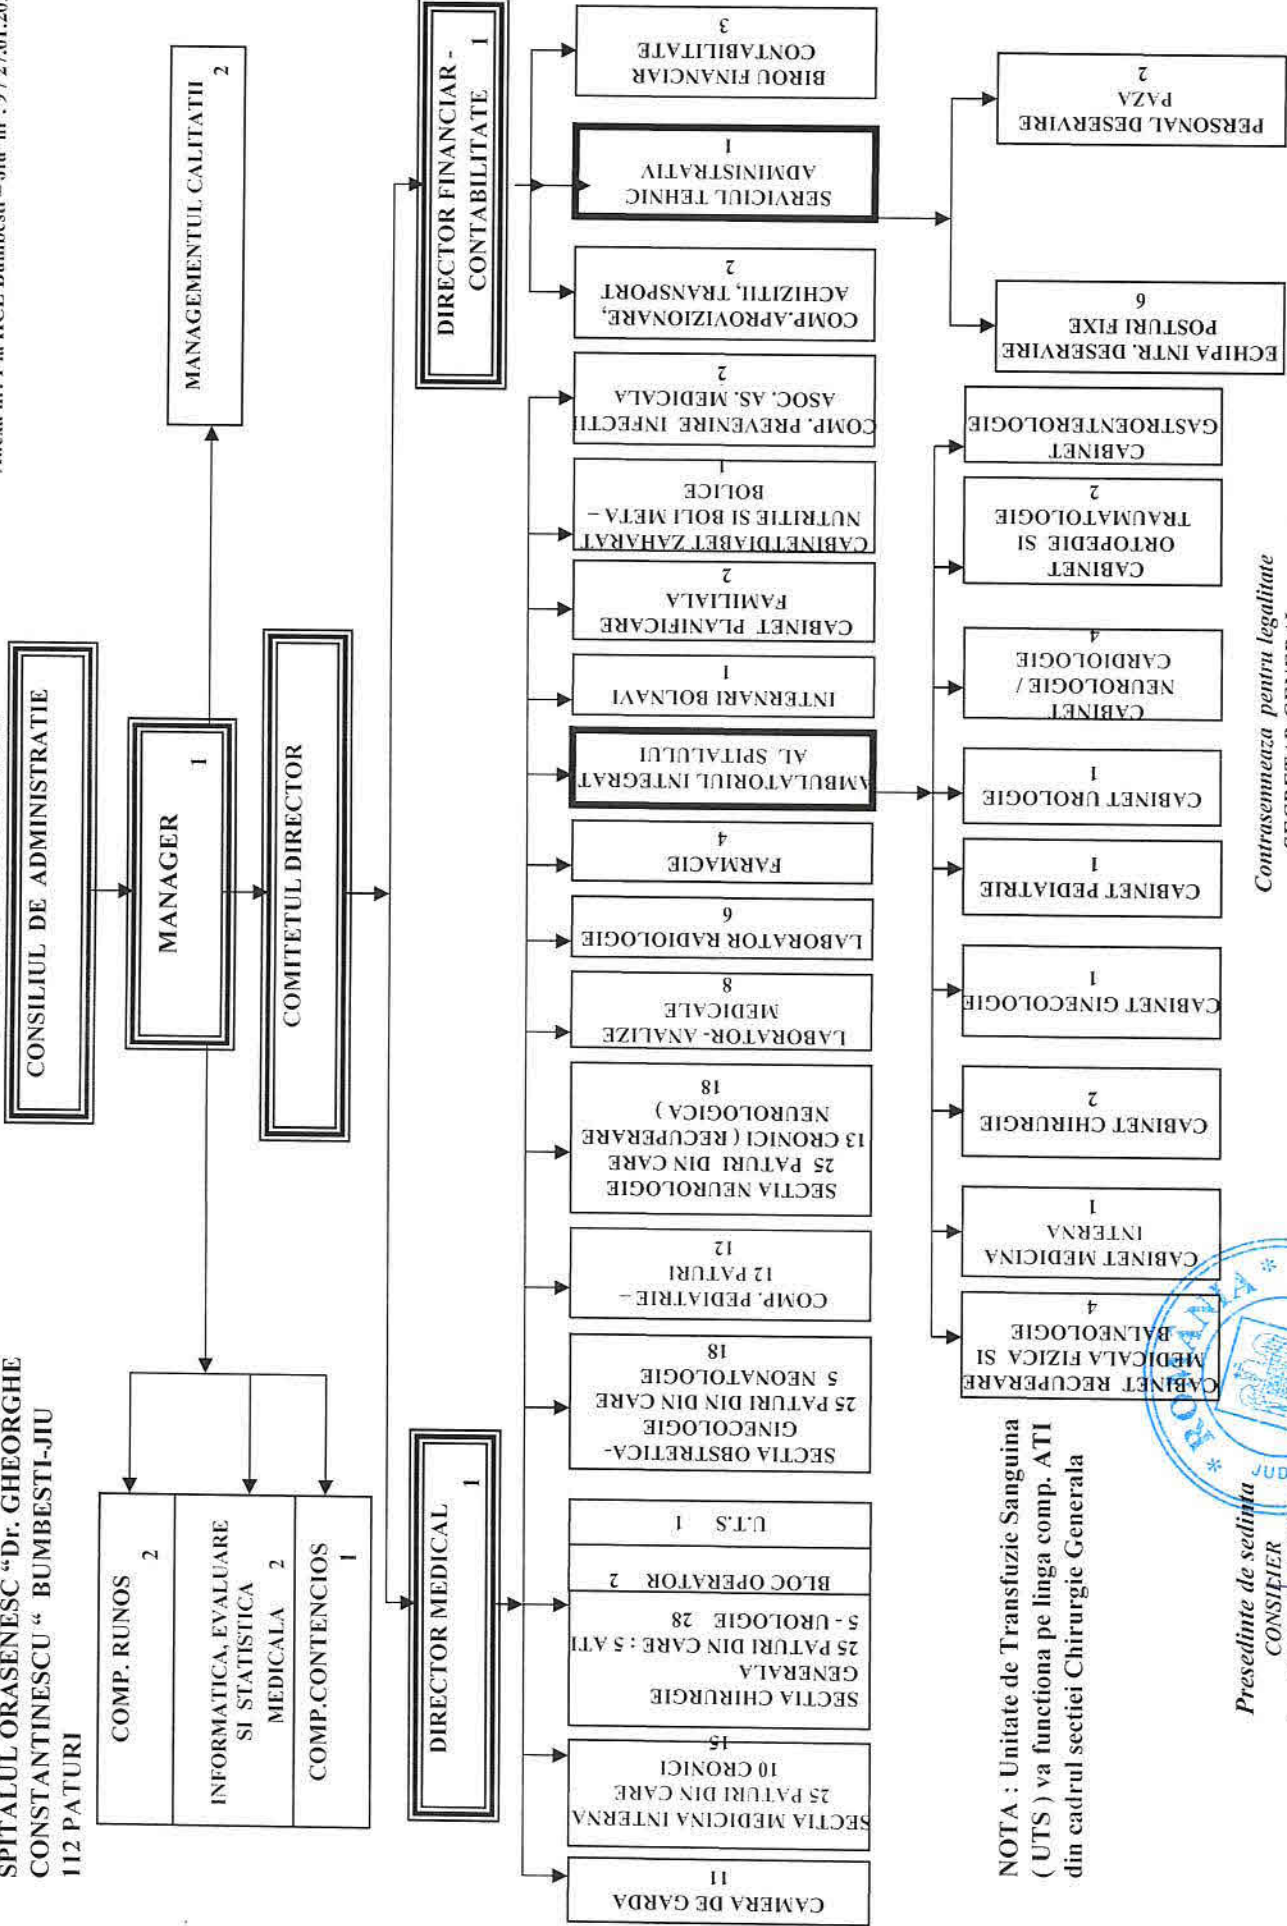 SPITALUL ORASENESC “Dr. GHEORGHE
CONSTANTINESCU “ BUMBESTI-JIU
112 PATURI
CONSILIUL DE ADMINISTRATIE
MANAGER
1
MANAGEMENTUL CALITATII
2
COMITETUL DIRECTOR
COMP. RUNOS
2
INFORMATICA, EVALUARE
SI STATISTICA
MEDICALA 2
COMP.CONTENCIOS
1
DIRECTOR MEDICAL
1
DIRECTOR FINANCIAR -
CONTABILITATE 1
CAMERA DE GARDA
11
SECTIA MEDICINA INTERNA
25 PATURI DIN CARE
10 CRONICI
15
SECTIA CHIRURGIE
GENERALA
25 PATURI DIN CARE : 5 ATI
5 - UROLOGIE 28
BLOC OPERATOR 2
U.T.S 1
SECTIA OBSTRETICA-
GINECOLOGIE
25 PATURI DIN DIN CARE
5 NEONATOLOGIE
18
COMP. PEDIATRIE –
12 PATURI
12
SECTIA NEUROLOGIE
25 PATURI DIN CARE
13 CRONICI ( RECUPERARE
NEUROLOGICA )
18
LABORATOR- ANALIZE
MEDICALE
8
LABORATOR RADIOLOGIE
6
FARMACIE
4
AMBULATORIUL INTEGRAT
AL SPITALULUI
INTERNARI BOLNAVI
1
CABINET PLANIFICARE
FAMILIALA
2
CABINETDIABET ZAHARAT
NUTRITIE SI BOLI META –
BOLICE
1
COMP. PREVENIRE INFECTII
ASOC. AS. MEDICALA
2
COMP.APROVIZIONARE,
ACHIZITII, TRANSPORT
2
SERVICIUL TEHNIC
ADMINISTRATIV
1
BIROU FINANCIAR
CONTABILITATE
3
CABINET RECUPERARE
MEDICALA FIZICA SI
BALNEOLOGIE
4
CABINET MEDICINA
INTERNA
1
CABINET CHIRURGIE
2
CABINET GINECOLOGIE
1
CABINET PEDIATRIE
1
CABINET UROLOGIE
1
CABINET
NEUROLOGIE /
CARDIOLOGIE
4
CABINET
ORTOPEDIE SI
TRAUMATOLOGIE
2
CABINET
GASTROENTEROLOGIE
ECHIPA INTR. DESERVIRE
POSTURI FIXE
6
PERSONAL DESERVIRE
PAZA
2
NOTA : Unitate de Transfuzie Sanguina
( UTS ) va functiona pe linga comp. ATI
din cadrul sectiei Chirurgie Generala
Presedinte de sedinta
CONSILIER
Contrasemneaza pentru legalitate
* ROMANIA *
JUD